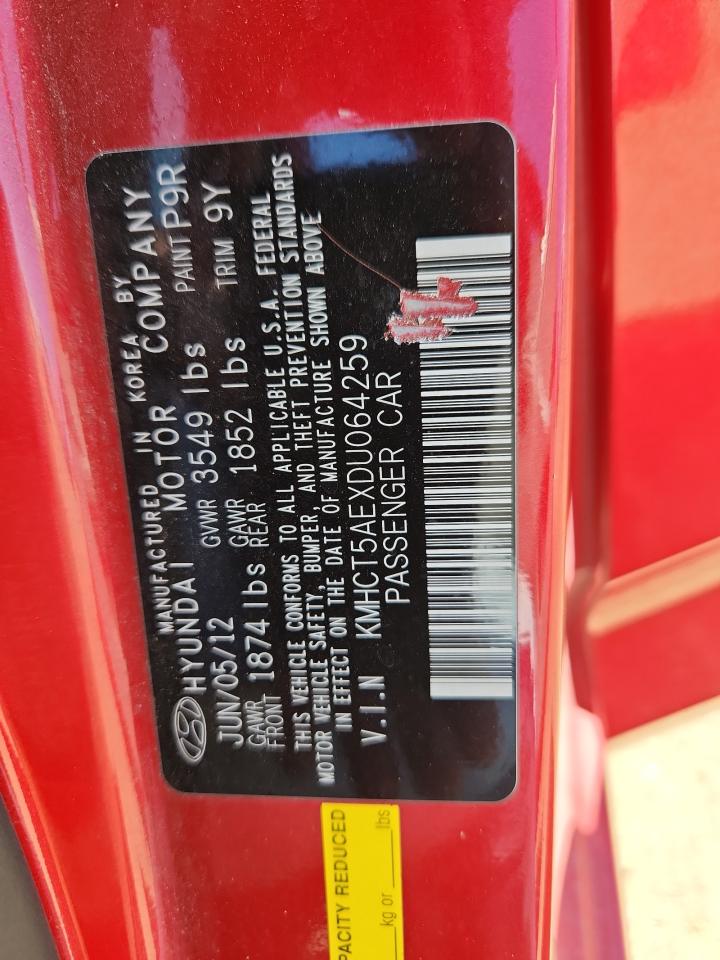 MANUFACTURED IN KOREA BY
HYUNDAI MOTOR COMPANY
JUN/05/12 GVWR 3549 lbs PAINT P9R
GAWR FRONT 1874 lbs GAWR REAR 1852 lbs TRIM 9Y
THIS VEHICLE CONFORMS TO ALL APPLICABLE U.S.A. FEDERAL
MOTOR VEHICLE SAFETY, BUMPER, AND THEFT PREVENTION STANDARDS
IN EFFECT ON THE DATE OF MANUFACTURE SHOWN ABOVE
V.I.N KMHCT5AEXDU064259
PASSENGER CAR
PACITY REDUCED
kg or lbs